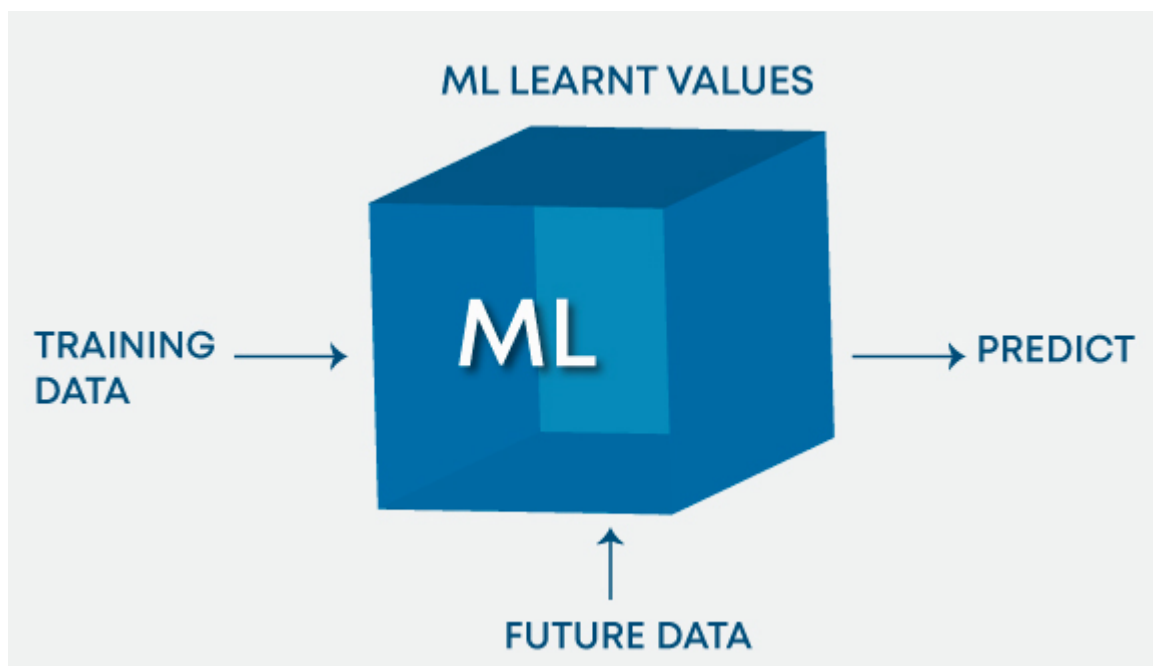 ML LEARNT VALUES
ML
TRAINING
DATA
PREDICT
FUTURE DATA